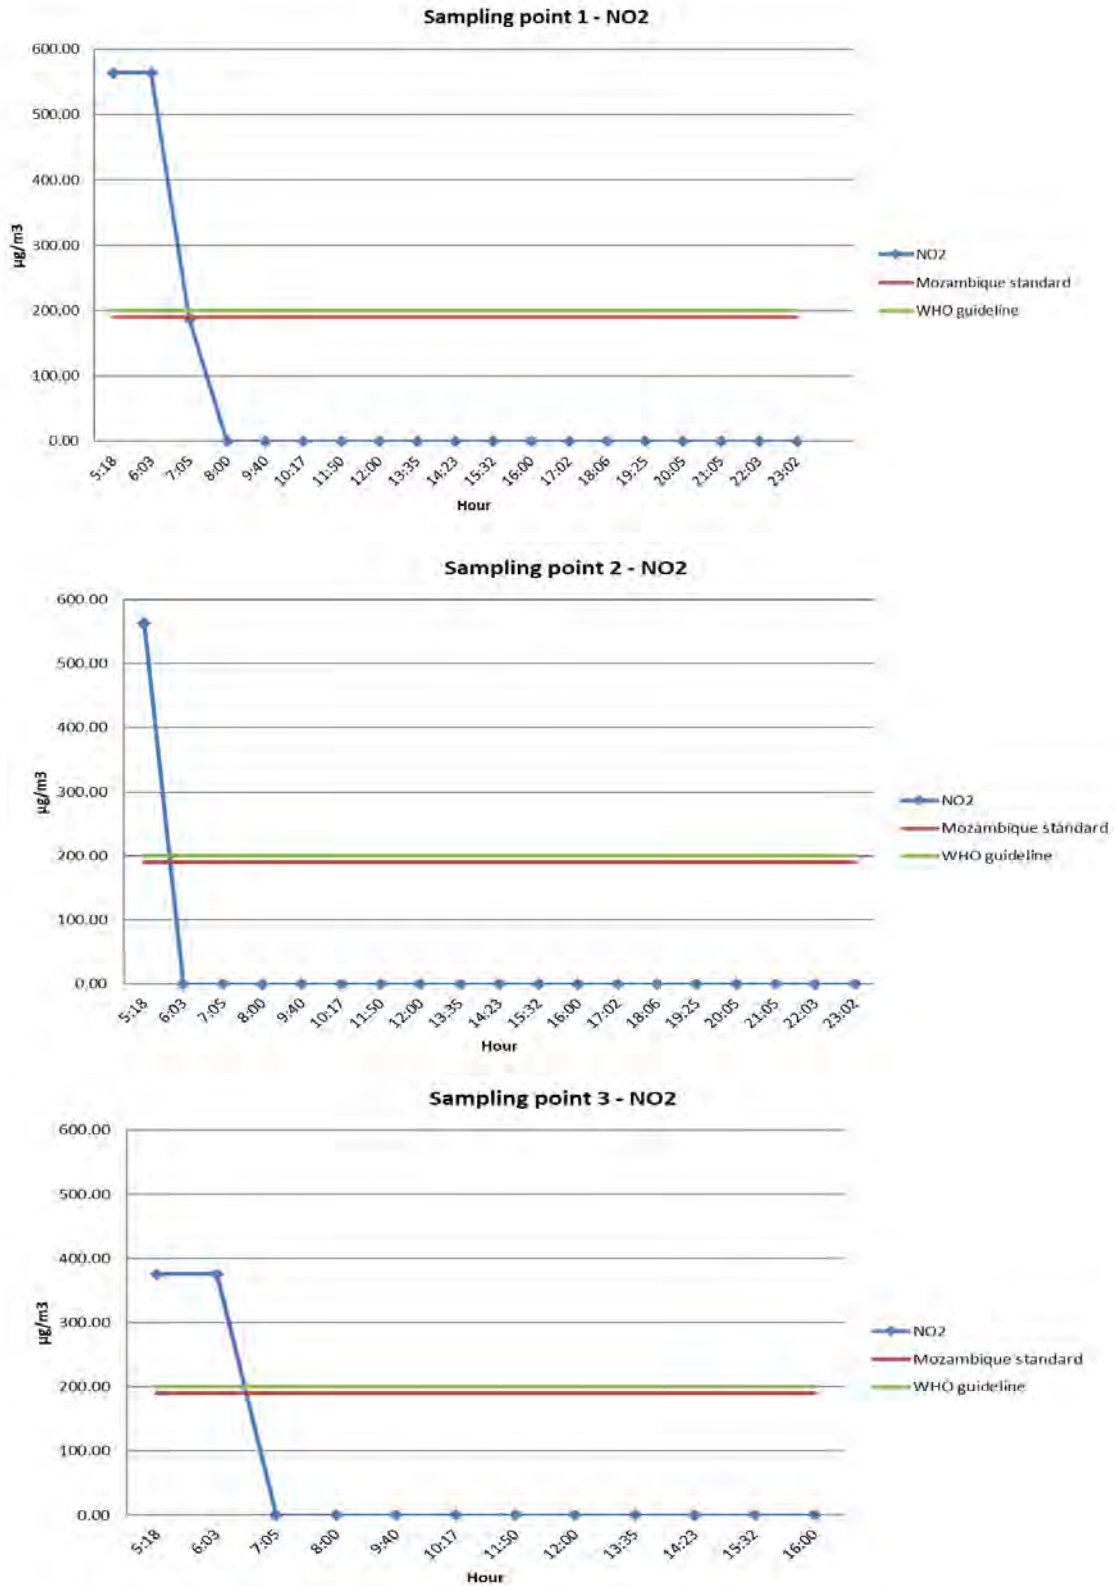 Sampling point 1 - NO2
600.00
500.00
400.00
300.00
200.00
100.00
0.00
µg/m3
5:18 6:03 7:05 8:00 9:40 10:17 11:50 12:00 13:35 14:23 15:32 16:00 17:02 18:06 19:25 20:05 21:05 22:03 23:02
Hour
NO2
Mozambique standard
WHO guideline
Sampling point 2 - NO2
600.00
500.00
400.00
300.00
200.00
100.00
0.00
µg/m3
5:18 6:03 7:05 8:00 9:40 10:17 11:50 12:00 13:35 14:23 15:32 16:00 17:02 18:06 19:25 20:05 21:05 22:03 23:02
Hour
NO2
Mozambique standard
WHO guideline
Sampling point 3 - NO2
600.00
500.00
400.00
300.00
200.00
100.00
0.00
µg/m3
5:18 6:03 7:05 8:00 9:40 10:17 11:50 12:00 13:35 14:23 15:32 16:00
Hour
NO2
Mozambique standard
WHO guideline